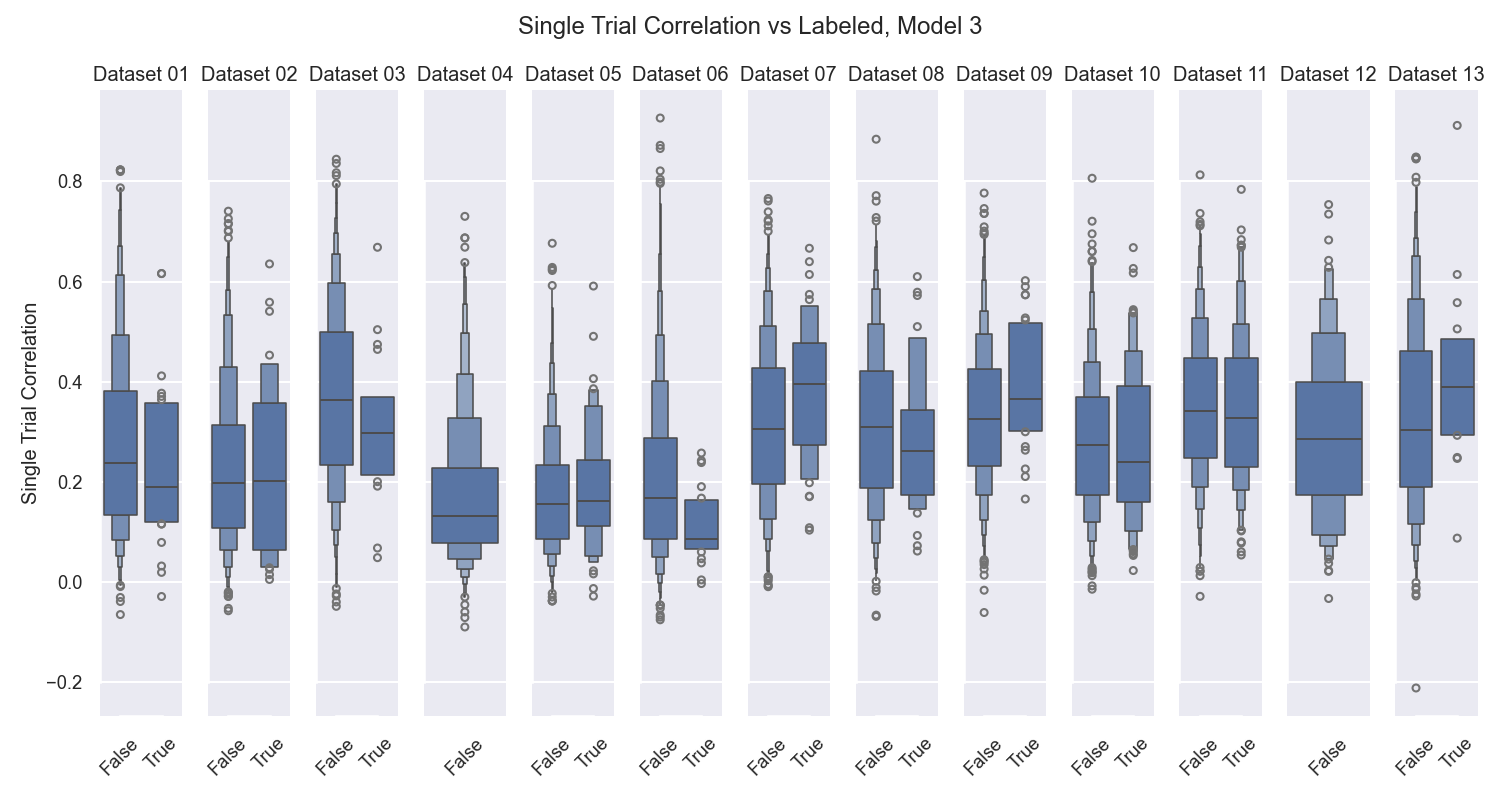 Single Trial Correlation vs Labeled, Model 3
Dataset 01 Dataset 02 Dataset 03 Dataset 04 Dataset 05 Dataset 06 Dataset 07 Dataset 08 Dataset 09 Dataset 10 Dataset 11 Dataset 12 Dataset 13
Single Trial Correlation
0.8
0.6
0.4
0.2
0.0
−0.2
False True False True False True False False True False True False True False True False True False True False True False False True